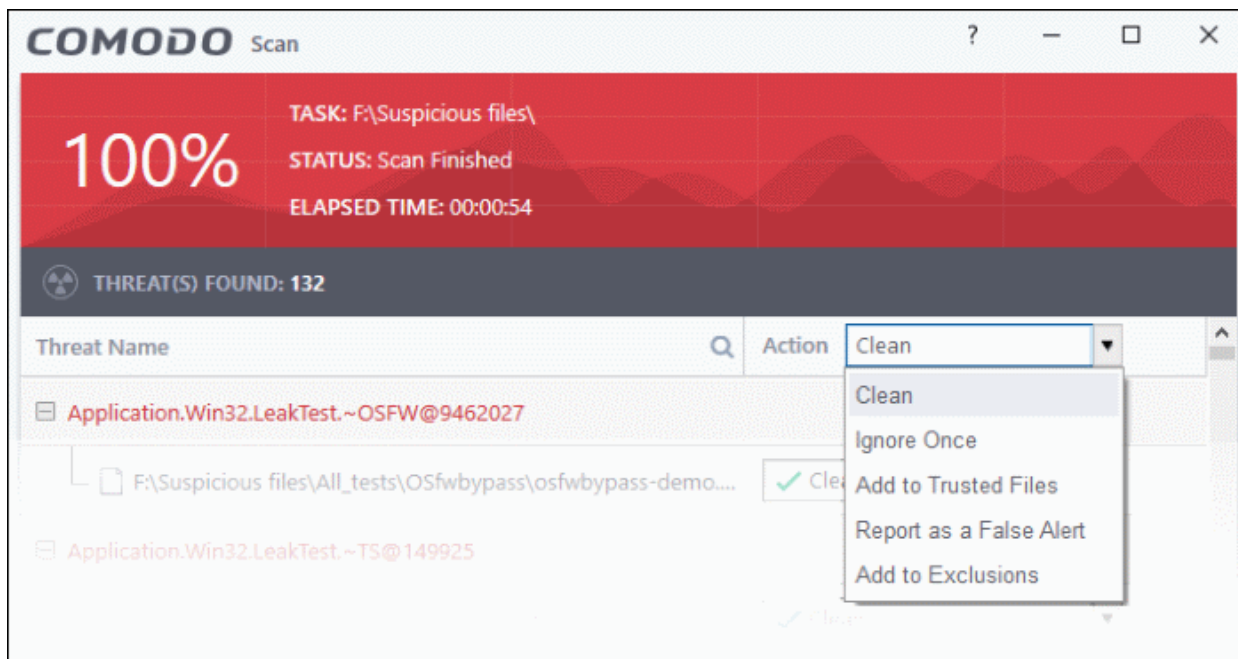 COMODO Scan
?
100%
TASK: F:\Suspicious files\
STATUS: Scan Finished
ELAPSED TIME: 00:00:54
THREAT(S) FOUND: 132
Threat Name
Action Clean
Clean
Ignore Once
Add to Trusted Files
Report as a False Alert
Add to Exclusions
Application.Win32.LeakTest.~OSFW@9462027
F:\Suspicious files\All_tests\OSfwbypass\osfwbypass-demo....
Application.Win32.LeakTest.~TS@149925
Clean